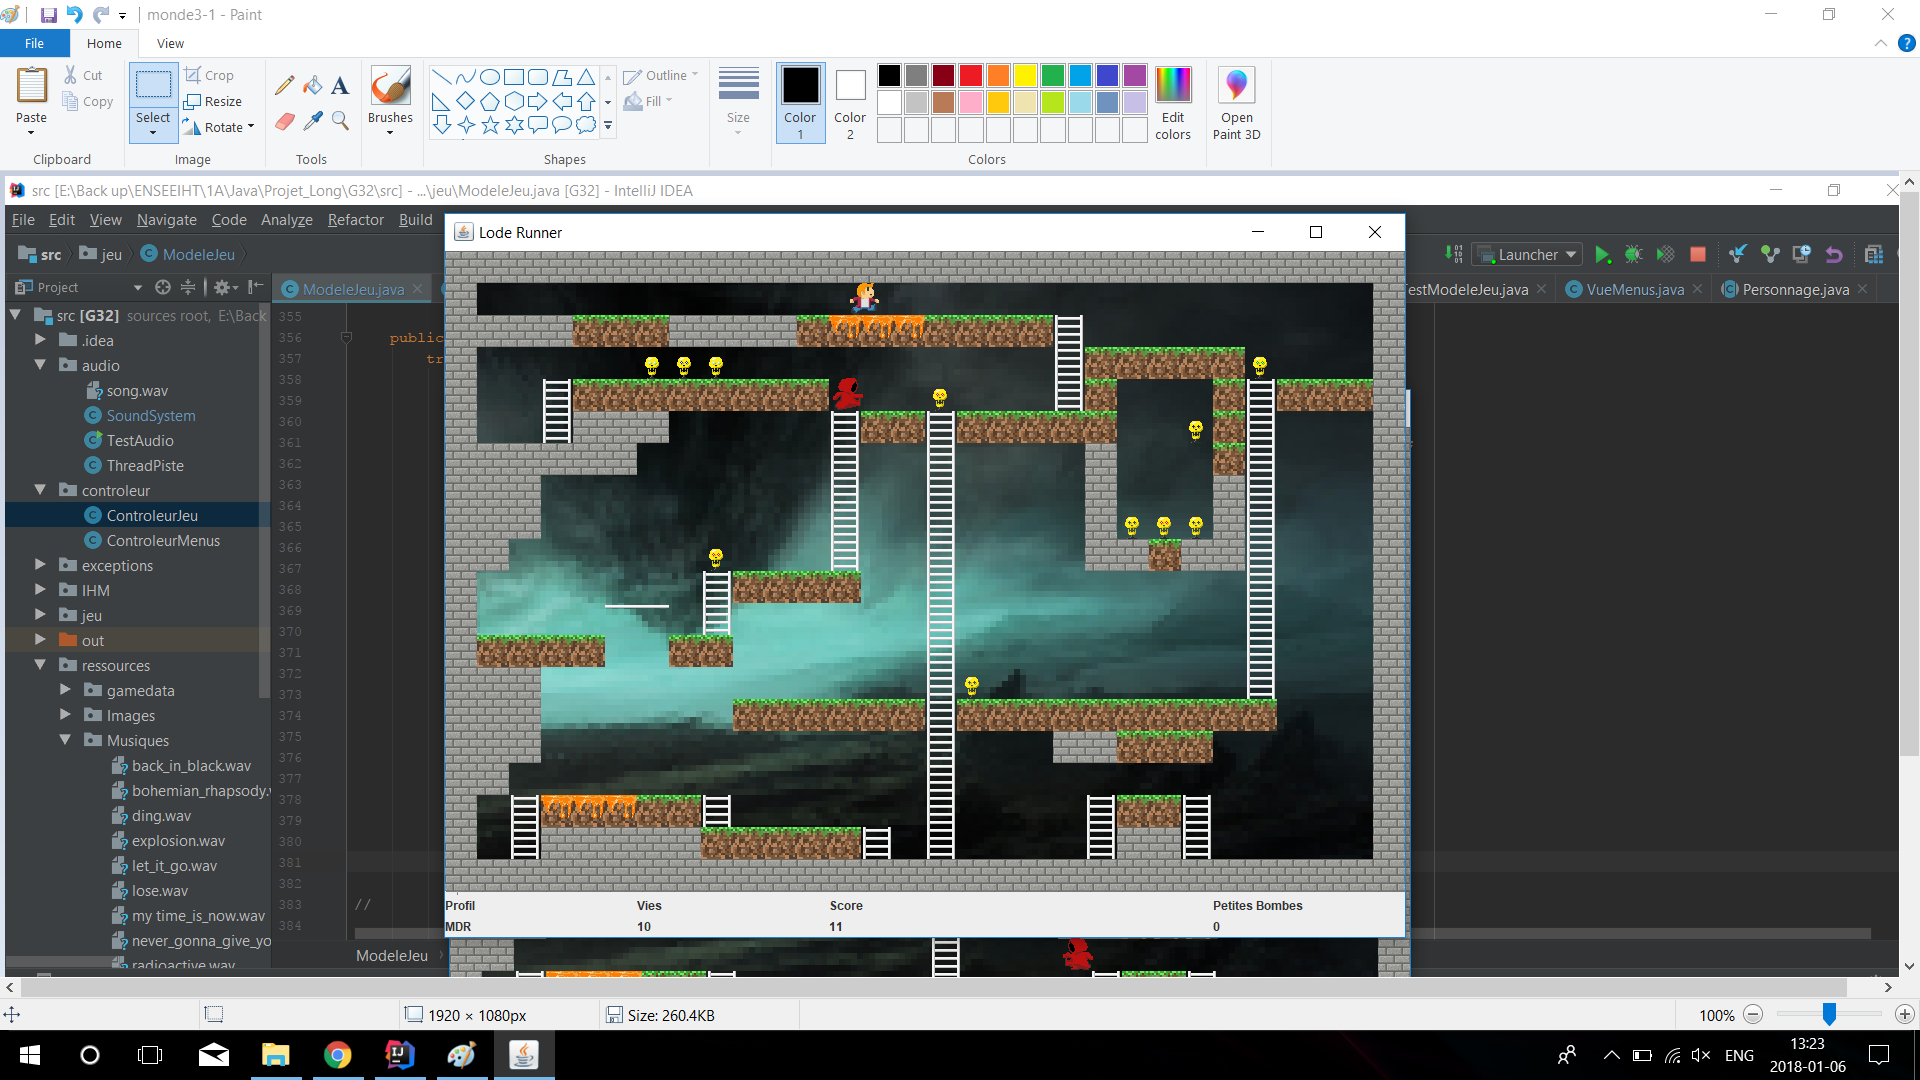 monde3-1 - Paint
File Home View
Paste
Cut
Copy
Clipboard
Select
Crop
Resize
Rotate
Image
Tools
Brushes
Shapes
Outline
Fill
Size
Color 1
Color 2
Edit colors
Open Paint 3D
Colors
src [E:\Back up\ENSEEIHT\1A\Java\Projet_Long\G32\src] - ...\jeu\ModeleJeu.java [G32] - IntelliJ IDEA
File Edit View Navigate Code Analyze Refactor Build
Lode Runner
src jeu ModeleJeu
Launcher
Project
ModeleJeu.java
estModeleJeu.java VueMenus.java Personnage.java
src [G32] sources root, E:\Back
.idea
audio
song.wav
SoundSystem
TestAudio
ThreadPiste
controleur
ControleurJeu
ControleurMenus
exceptions
IHM
jeu
out
ressources
gamedata
Images
Musiques
back_in_black.wav
bohemian_rhapsody.
ding.wav
explosion.wav
let_it_go.wav
lose.wav
my time_is_now.wav
never_gonna_give_yo
radioactive.wav
355
356 public
357 tr
358
359
360
361
362
363
364
365
366
367
368
369
370
371
372
373
374
375
376
377
378
379
380
381
382
383 //
384
ModeleJeu
Profil Vies Score Petites Bombes
MDR 10 11 0
1920 × 1080px Size: 260.4KB 100%
ENG
13:23
2018-01-06